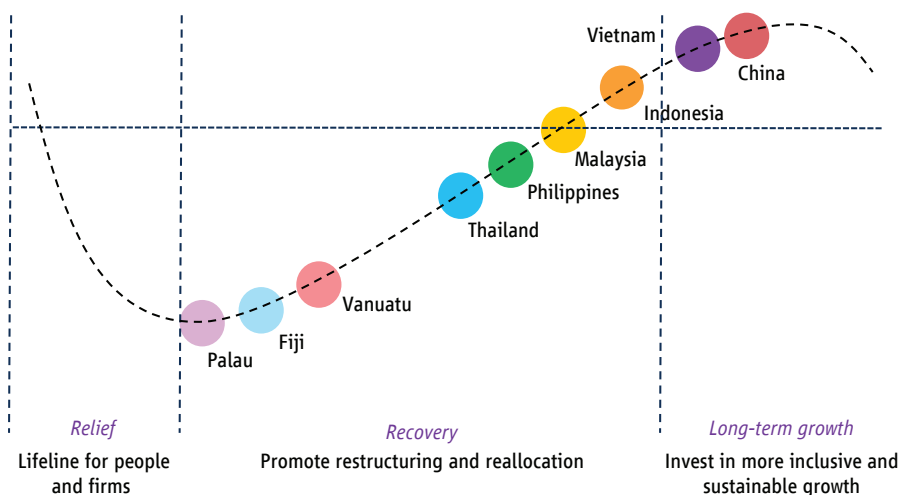 Vietnam
China
Indonesia
Malaysia
Philippines
Thailand
Vanuatu
Fiji
Palau
Relief
Recovery
Long-term growth
Lifeline for people
and firms
Promote restructuring and reallocation
Invest in more inclusive and
sustainable growth